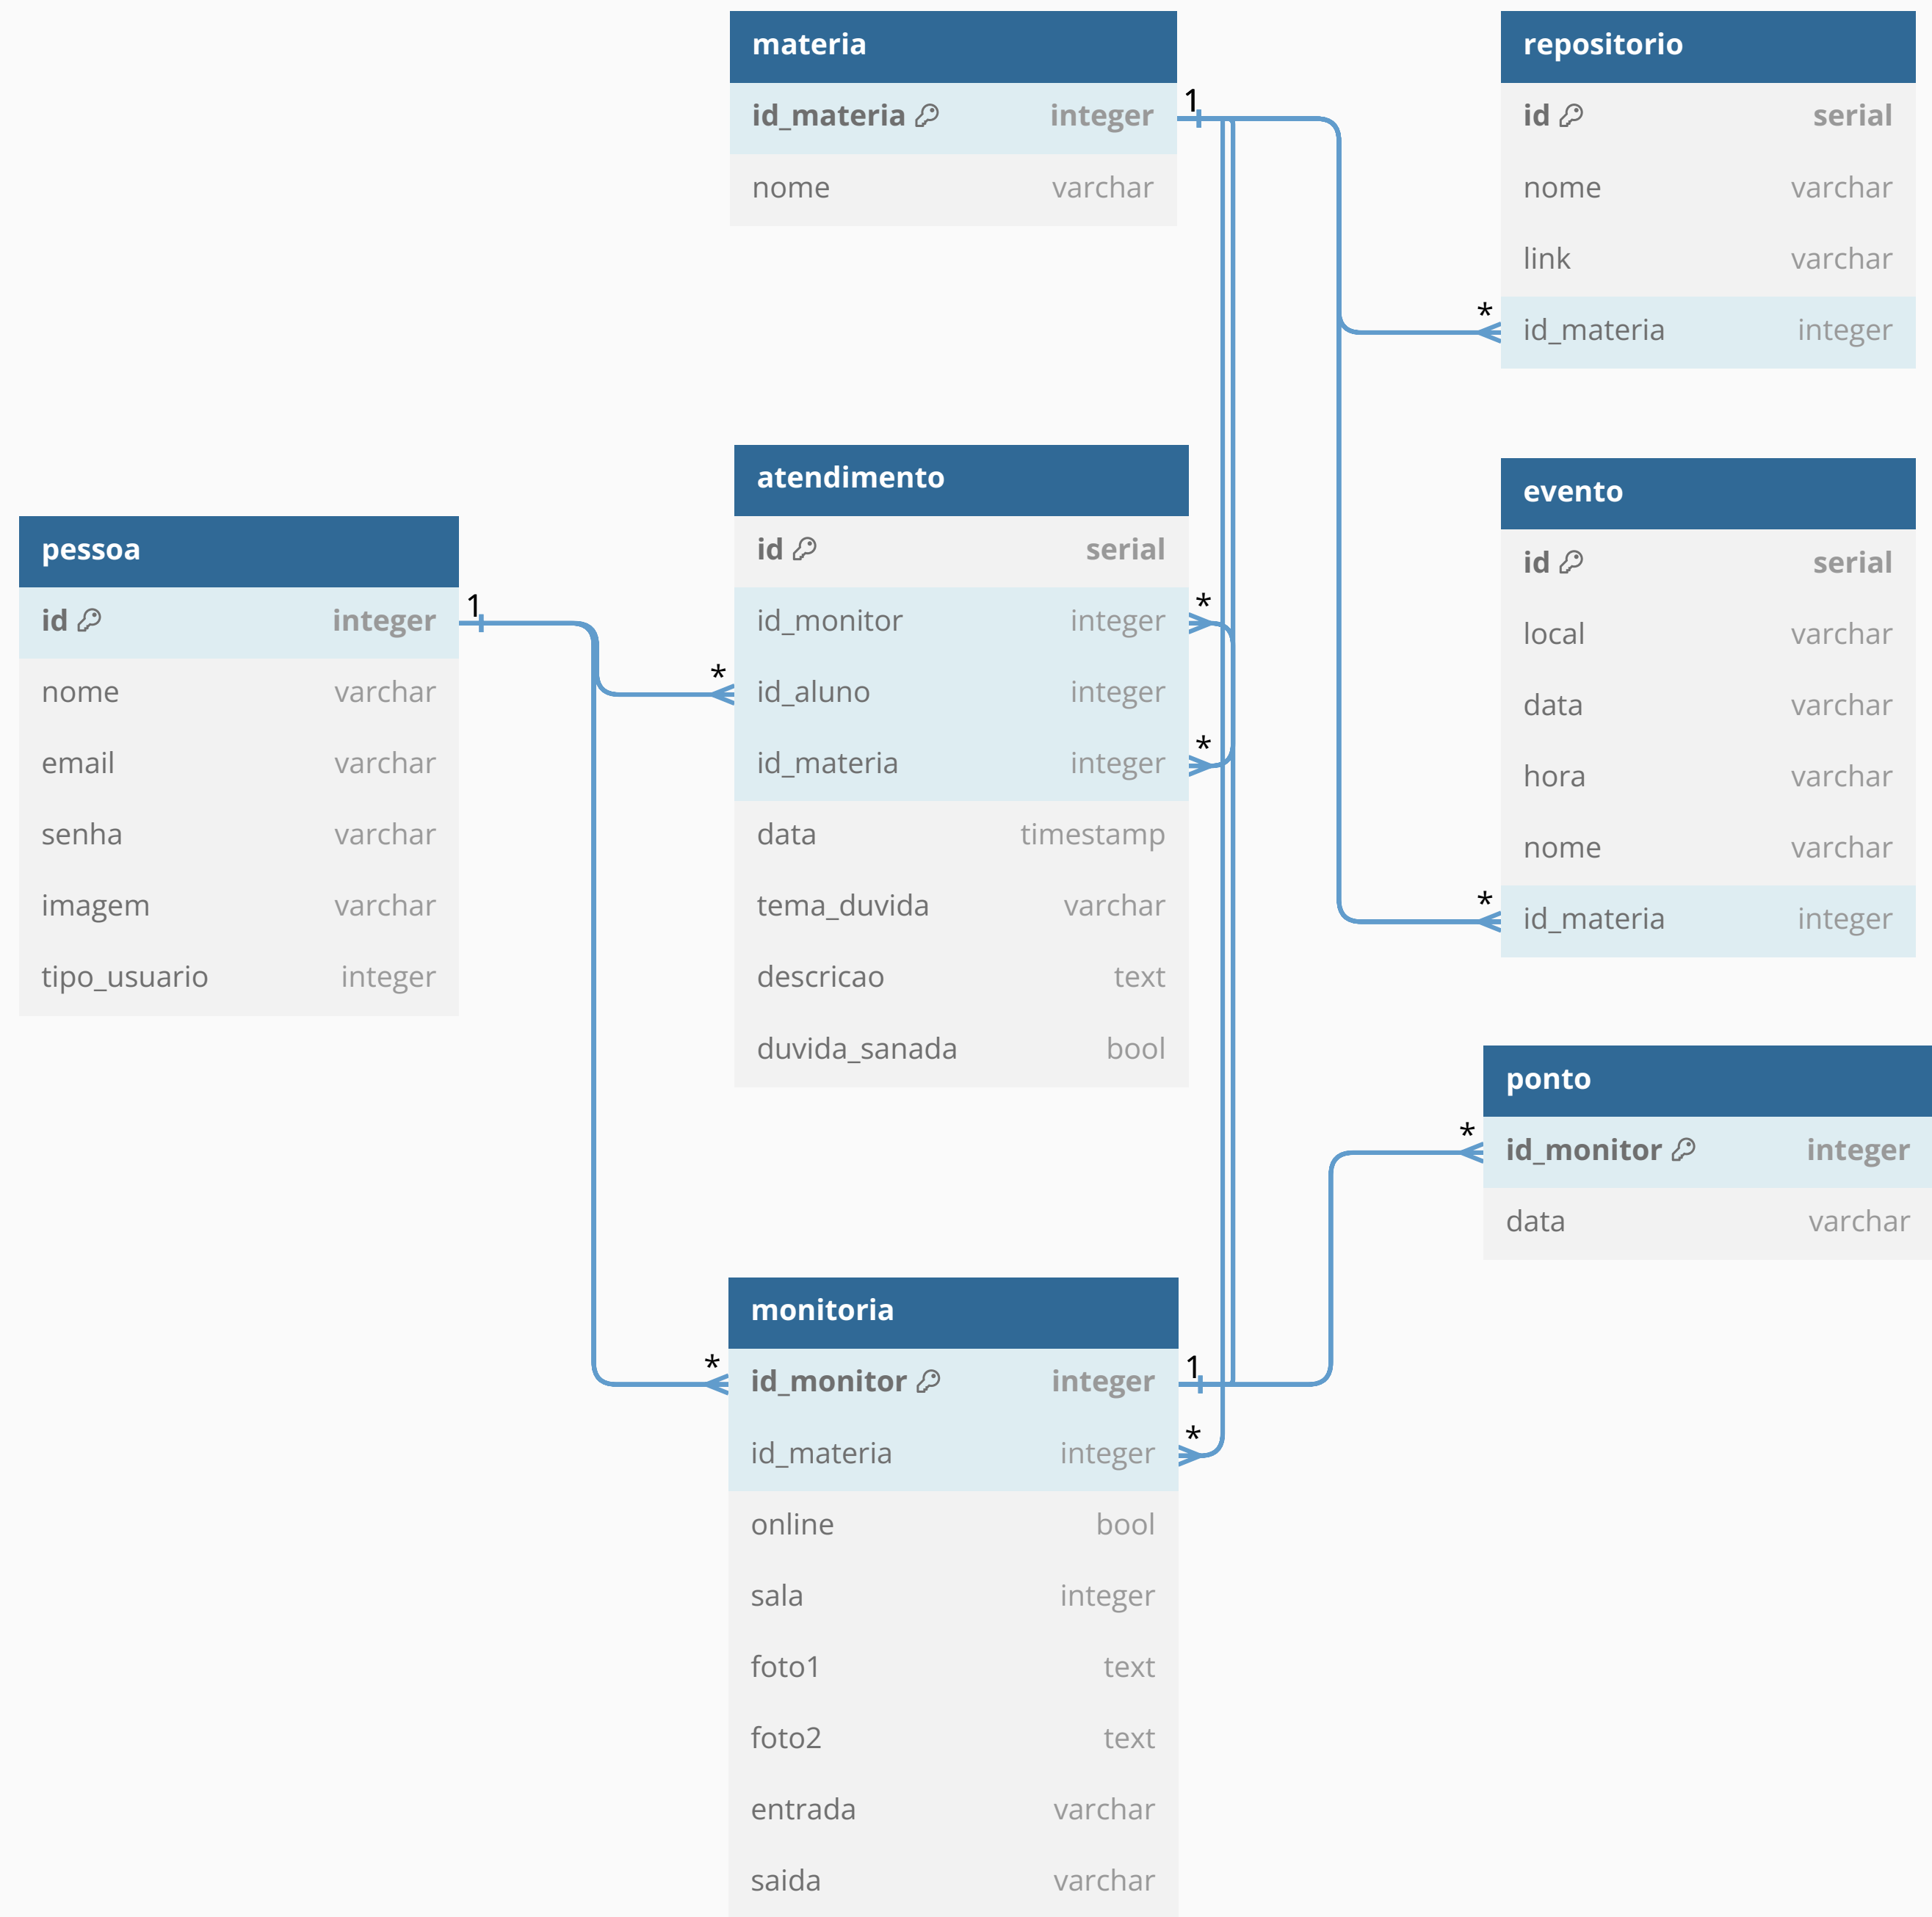 materia
id_materia integer
nome varchar
repositorio
id serial
nome varchar
link varchar
id_materia integer
atendimento
id serial
id_monitor integer
id_aluno integer
id_materia integer
data timestamp
tema_duvida varchar
descricao text
duvida_sanada bool
pessoa
id integer
nome varchar
email varchar
senha varchar
imagem varchar
tipo_usuario integer
evento
id serial
local varchar
data varchar
hora varchar
nome varchar
id_materia integer
ponto
id_monitor integer
data varchar
monitoria
id_monitor integer
id_materia integer
online bool
sala integer
foto1 text
foto2 text
entrada varchar
saida varchar
1
*
*
1
*
*
*
*
*
1
*